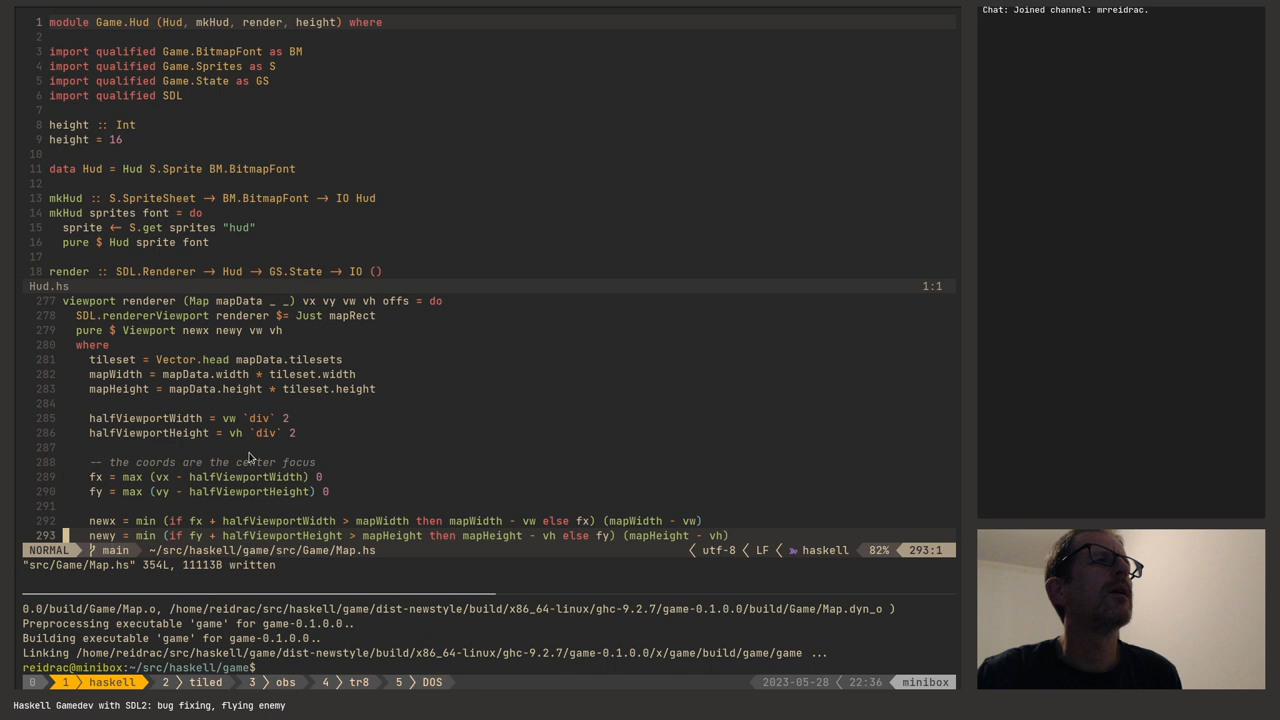 1 module Game.Hud (Hud, mkHud, render, height) where
2
3 import qualified Game.BitmapFont as BM
4 import qualified Game.Sprites as S
5 import qualified Game.State as GS
6 import qualified SDL
7
8 height :: Int
9 height = 16
10
11 data Hud = Hud S.Sprite BM.BitmapFont
12
13 mkHud :: S.SpriteSheet → BM.BitmapFont → IO Hud
14 mkHud sprites font = do
15 sprite ← S.get sprites "hud"
16 pure $ Hud sprite font
17
18 render :: SDL.Renderer → Hud → GS.State → IO ()
Hud.hs 1:1
277 viewport renderer (Map mapData _ _) vx vy vw vh offs = do
278 SDL.rendererViewport renderer $= Just mapRect
279 pure $ Viewport newx newy vw vh
280 where
281 tileset = Vector.head mapData.tilesets
282 mapWidth = mapData.width * tileset.width
283 mapHeight = mapData.height * tileset.height
284
285 halfViewportWidth = vw `div` 2
286 halfViewportHeight = vh `div` 2
287
288 -- the coords are the center focus
289 fx = max (vx - halfViewportWidth) 0
290 fy = max (vy - halfViewportHeight) 0
291
292 newx = min (if fx + halfViewportWidth > mapWidth then mapWidth - vw else fx) (mapWidth - vw)
293 newy = min (if fy + halfViewportHeight > mapHeight then mapHeight - vh else fy) (mapHeight - vh)
NORMAL main ~/src/haskell/game/src/Game/Map.hs utf-8 LF haskell 82% 293:1
"src/Game/Map.hs" 354L, 11113B written
0.0/build/Game/Map.o, /home/reidrac/src/haskell/game/dist-newstyle/build/x86_64-linux/ghc-9.2.7/game-0.1.0.0/build/Game/Map.dyn_o )
Preprocessing executable 'game' for game-0.1.0.0..
Building executable 'game' for game-0.1.0.0..
Linking /home/reidrac/src/haskell/game/dist-newstyle/build/x86_64-linux/ghc-9.2.7/game-0.1.0.0/x/game/build/game/game ...
reidrac@minibox:~/src/haskell/game$
0 1 haskell 2 tiled 3 obs 4 tr8 5 DOS 2023-05-28 22:36 minibox
Haskell Gamedev with SDL2: bug fixing, flying enemy
Chat: Joined channel: mrreidrac.